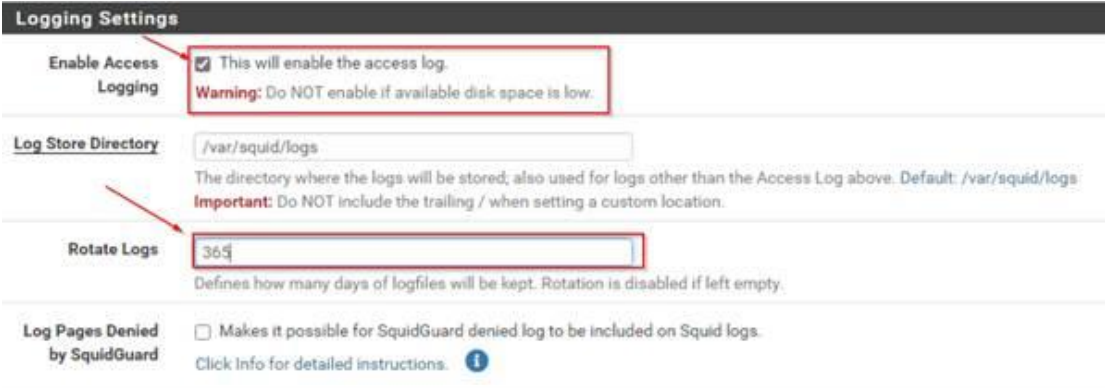 Logging Settings
Enable Access
Logging
This will enable the access log.
Warning: Do NOT enable if available disk space is low.
Log Store Directory
/var/squid/logs
The directory where the logs will be stored; also used for logs other than the Access Log above. Default: /var/squid/logs
Important: Do NOT include the trailing / when setting a custom location.
Rotate Logs
365
Defines how many days of logfiles will be kept. Rotation is disabled if left empty.
Log Pages Denied
by SquidGuard
Makes it possible for SquidGuard denied log to be included on Squid logs.
Click Info for detailed instructions.